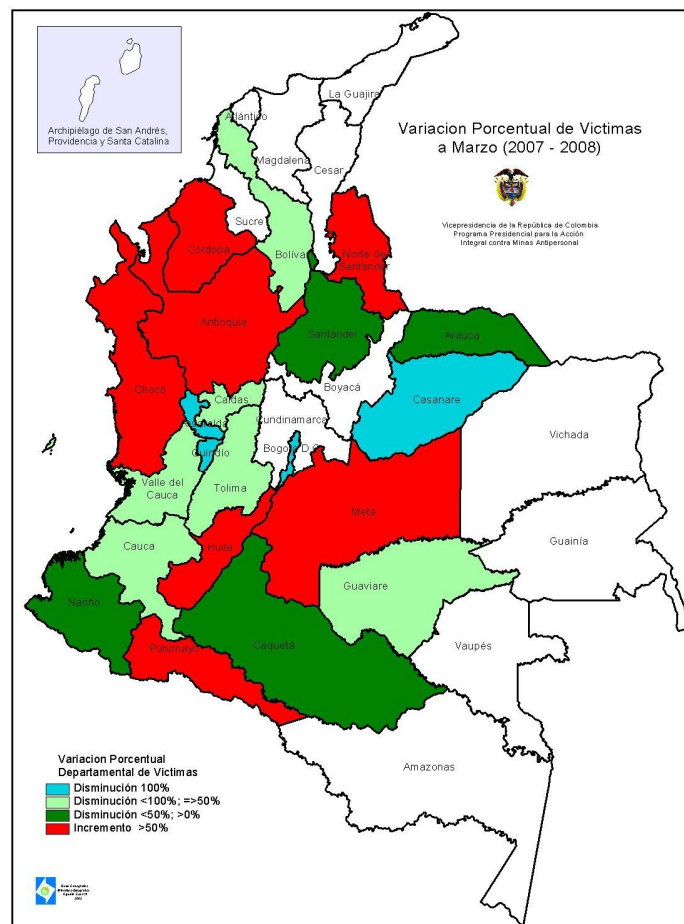 La Guajira
Atlántico
Variacion Porcentual de Victimas
a Marzo (2007 - 2008)
Archipiélago de San Andrés,
Providencia y Santa Catalina
Magdalena
Cesar
Vicepresidencia de la República de Colombia
Programa Presidencial para la Acción
Integral contra Minas Antipersonal
Sucre
Córdoba
Bolívar
Norte de
Santander
Antioquia
Santander
Arauca
Boyacá
Chocó
Caldas
Casanare
Risaralda
Cundinamarca
Vichada
Quindío
Bogotá D.C.
Valle del
Cauca
Tolima
Meta
Cauca
Huila
Guainía
Guaviare
Nariño
Caquetá
Vaupés
Putumayo
Variacion Porcentual
Departamental de Victimas
Disminución 100%
Disminución <100%; =>50%
Disminución <50%; >0%
Incremento >50%
Amazonas